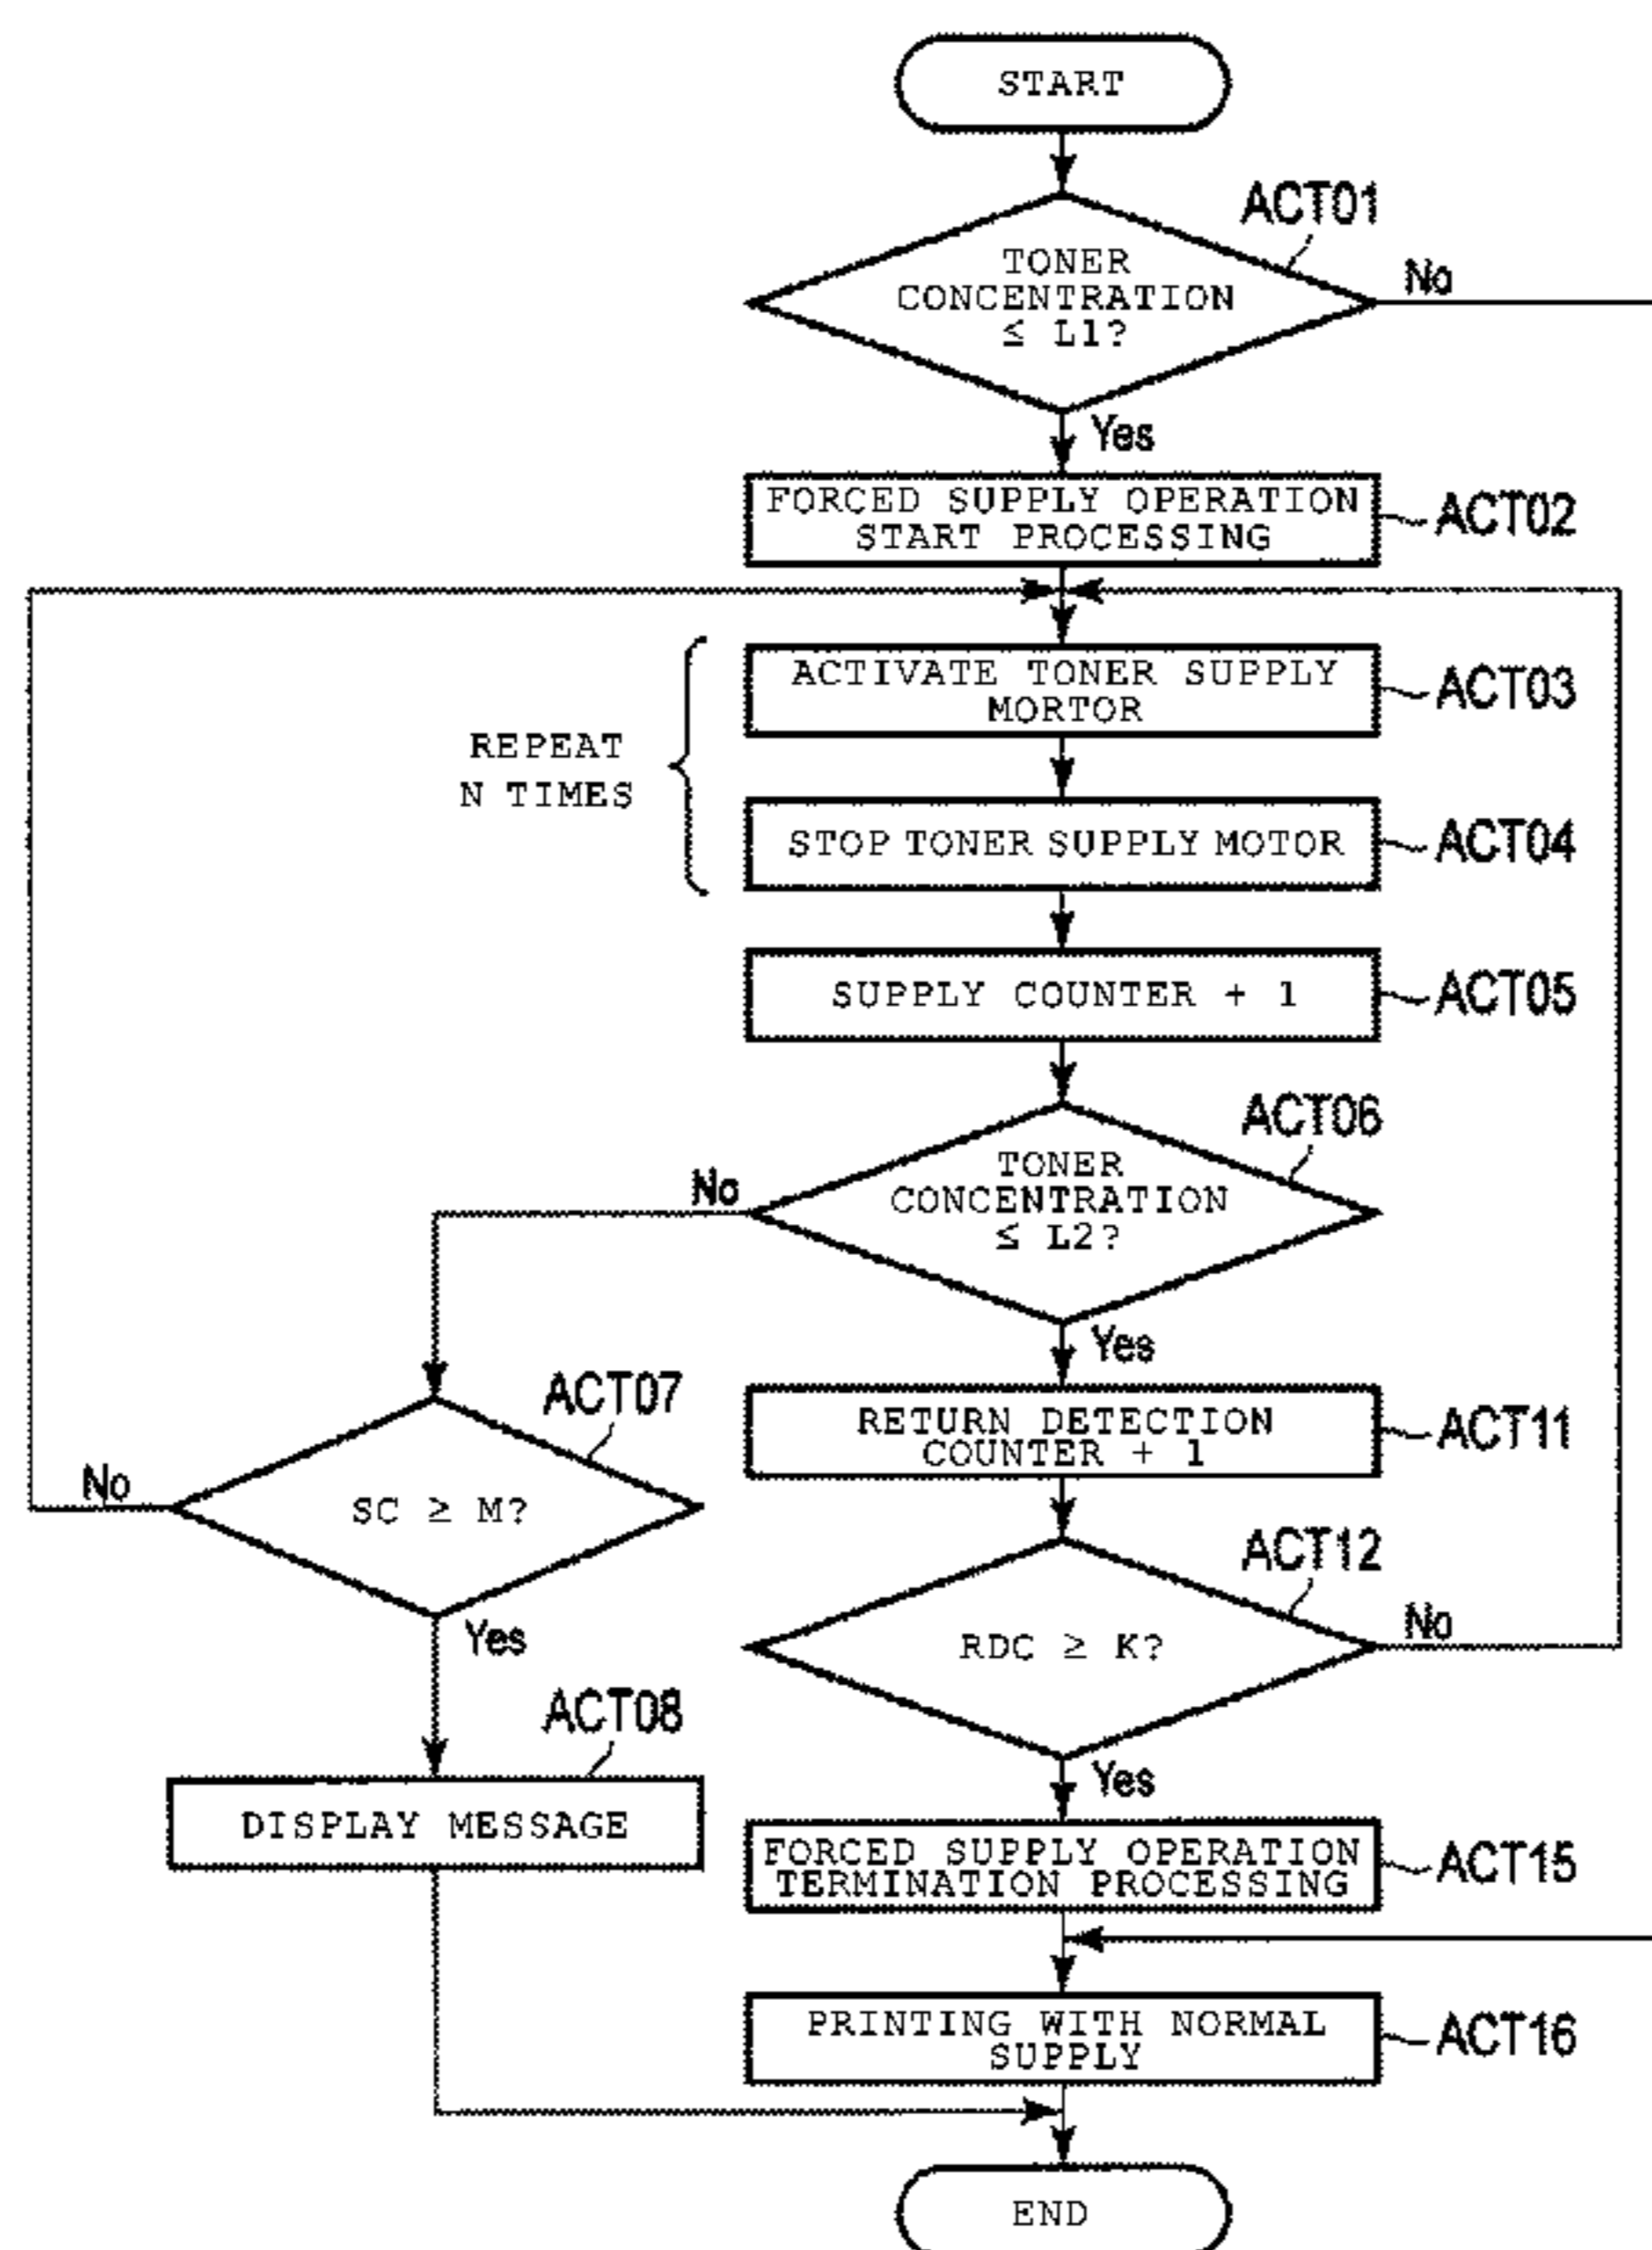 START
ACT01
TONER
CONCENTRATION
≤ L1?
No
Yes
FORCED SUPPLY OPERATION
START PROCESSING
ACT02
ACTIVATE TONER SUPPLY
MORTOR
ACT03
REPEAT
N TIMES
STOP TONER SUPPLY MOTOR
ACT04
SUPPLY COUNTER + 1
ACT05
ACT06
TONER
CONCENTRATION
≤ L2?
No
Yes
ACT07
RETURN DETECTION
COUNTER + 1
ACT11
No
SC ≥ M?
Yes
ACT12
RDC ≥ K?
No
Yes
ACT08
DISPLAY MESSAGE
FORCED SUPPLY OPERATION
TERMINATION PROCESSING
ACT15
PRINTING WITH NORMAL
SUPPLY
ACT16
END